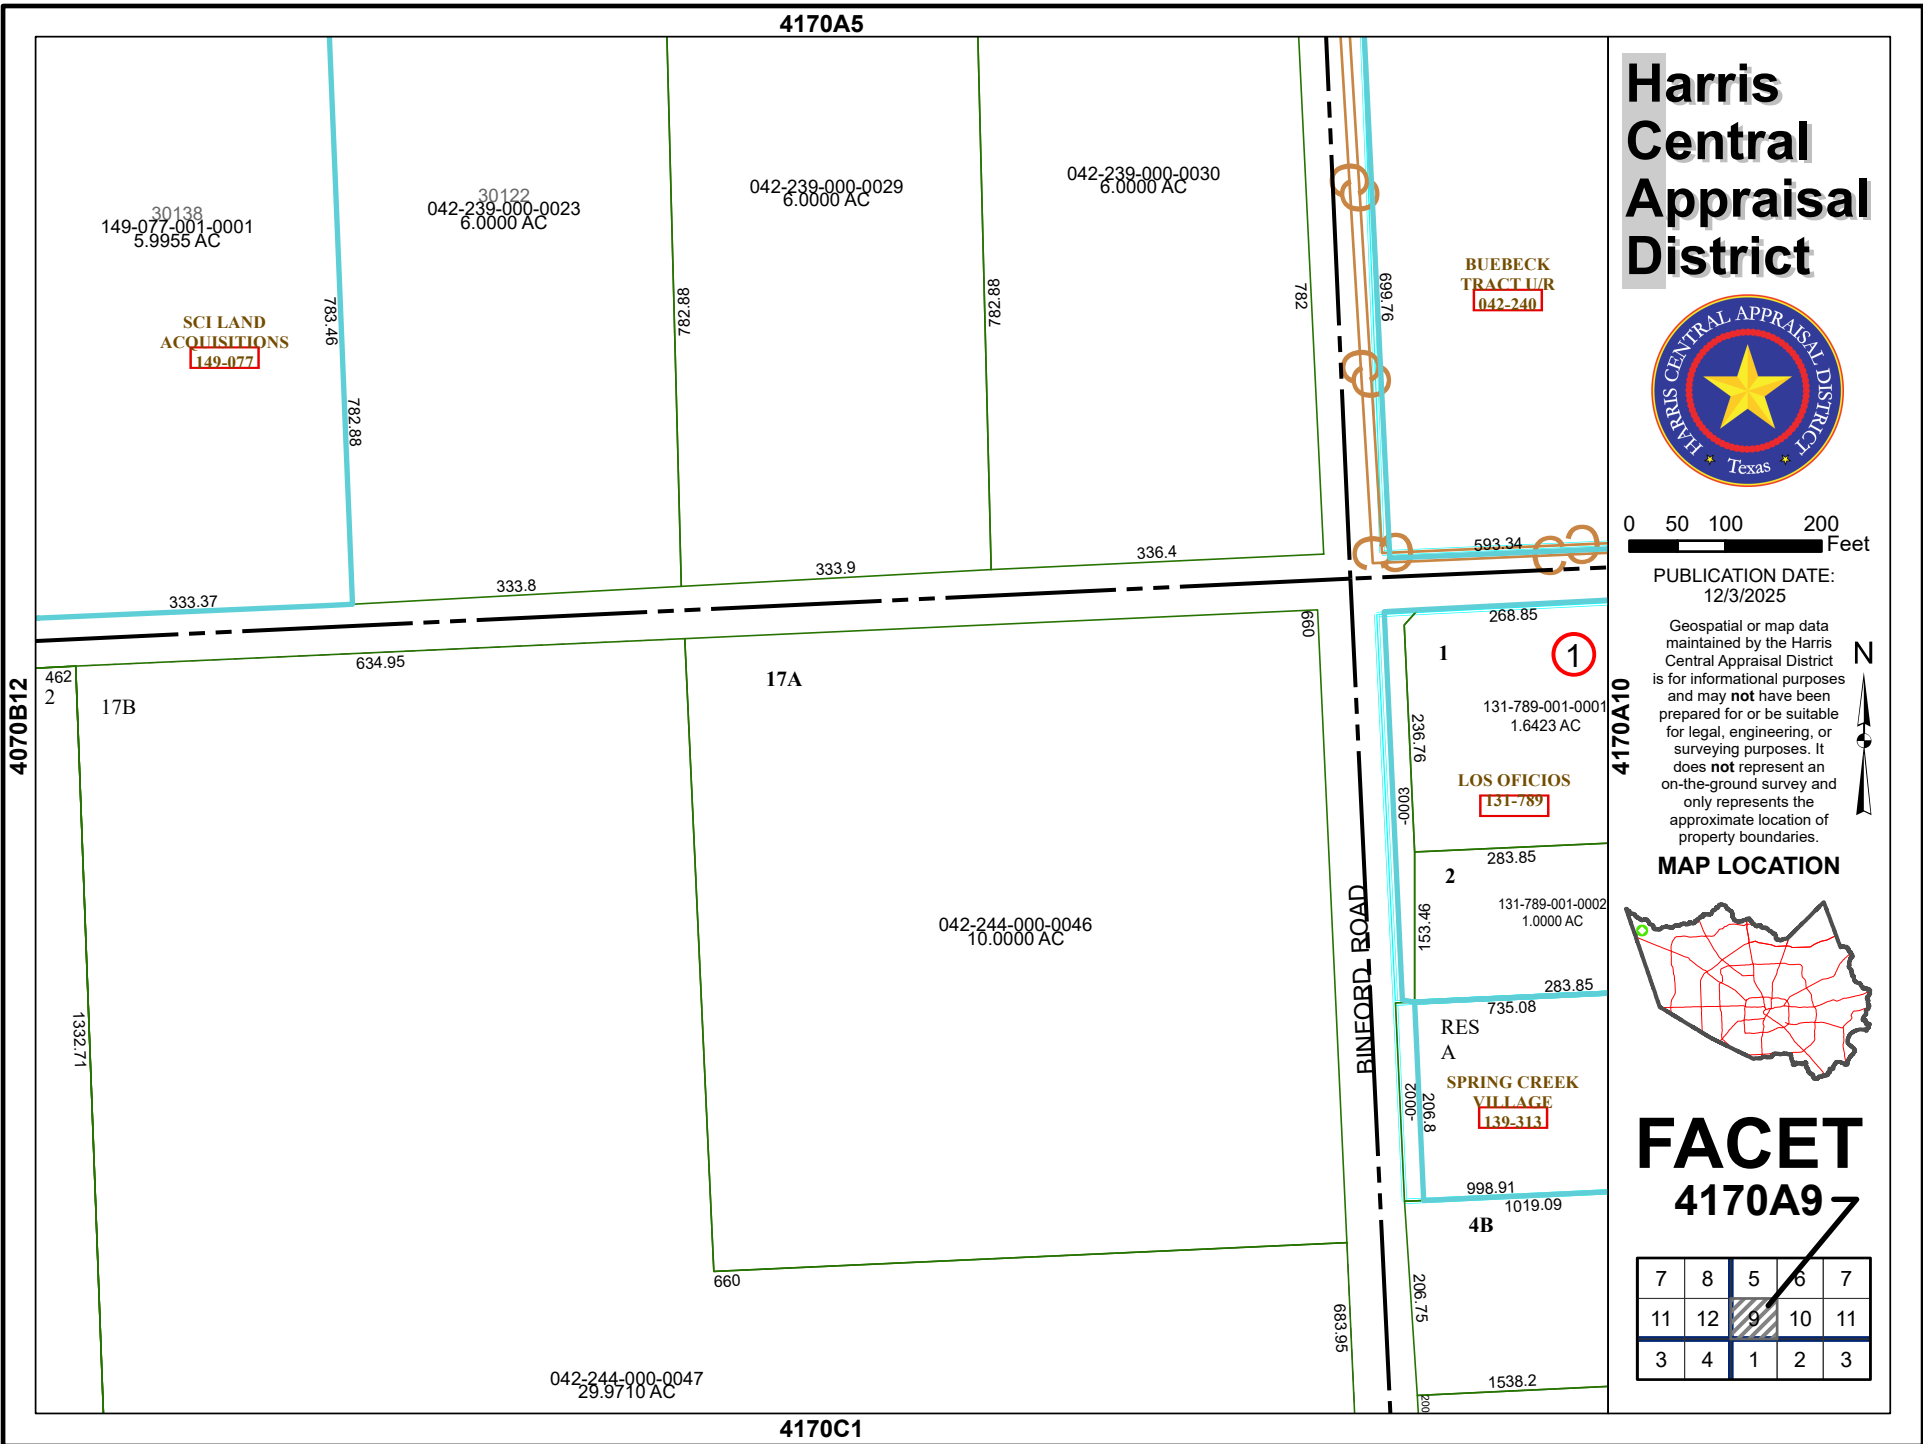 4170A5
30138
149-077-001-0001
5.9955 AC
SCI LAND
ACQUISITIONS
149-077
783.46
782.88
333.37
30122
042-239-000-0023
6.0000 AC
333.8
782.88
042-239-000-0029
6.0000 AC
333.9
782.88
042-239-000-0030
6.0000 AC
336.4
782
699.76
BUEBECK
TRACT U/R
042-240
593.34
462
2
17B
634.95
1332.71
17A
660
042-244-000-0046
10.0000 AC
660
683.95
042-244-000-0047
29.9710 AC
BINFORD ROAD
268.85
1
1
131-789-001-0001
1.6423 AC
236.76
-0003
LOS OFICIOS
131-789
283.85
2
131-789-001-0002
1.0000 AC
153.46
283.85
735.08
RES
A
SPRING CREEK
VILLAGE
139-313
-0002
206.8
998.91
1019.09
4B
206.75
1538.2
200
4070B12
4170A10
4170C1
Harris
Central
Appraisal
District
HARRIS CENTRAL APPRAISAL DISTRICT
Texas
0 50 100 200
Feet
PUBLICATION DATE:
12/3/2025
Geospatial or map data
maintained by the Harris
Central Appraisal District
is for informational purposes
and may not have been
prepared for or be suitable
for legal, engineering, or
surveying purposes. It
does not represent an
on-the-ground survey and
only represents the
approximate location of
property boundaries.
N
MAP LOCATION
FACET
4170A9
7 8 5 6 7
11 12 9 10 11
3 4 1 2 3